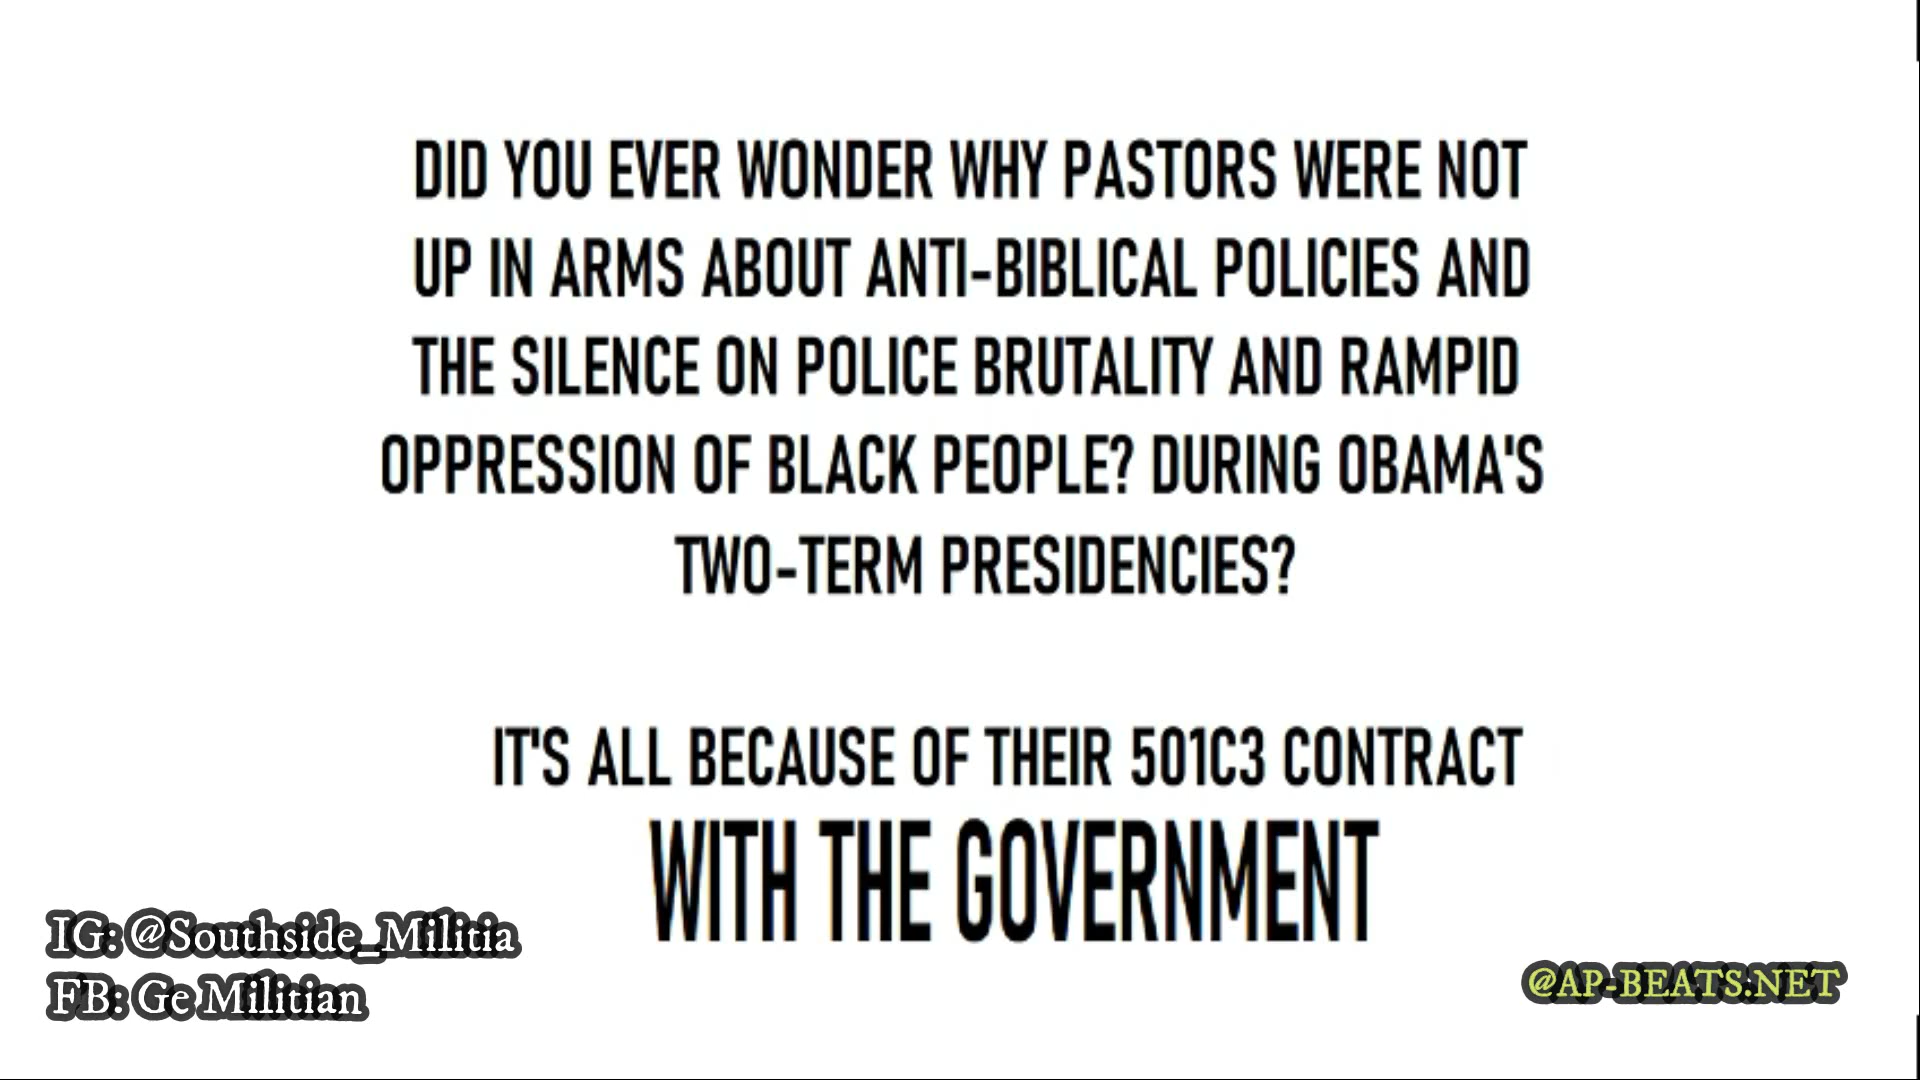 DID YOU EVER WONDER WHY PASTORS WERE NOT
UP IN ARMS ABOUT ANTI-BIBLICAL POLICIES AND
THE SILENCE ON POLICE BRUTALITY AND RAMPID
OPPRESSION OF BLACK PEOPLE? DURING OBAMA'S
TWO-TERM PRESIDENCIES?
IT'S ALL BECAUSE OF THEIR 501C3 CONTRACT
WITH THE GOVERNMENT
IG: @Southside_Militia
FB: Ge Militian
@AP-BEATS.NET